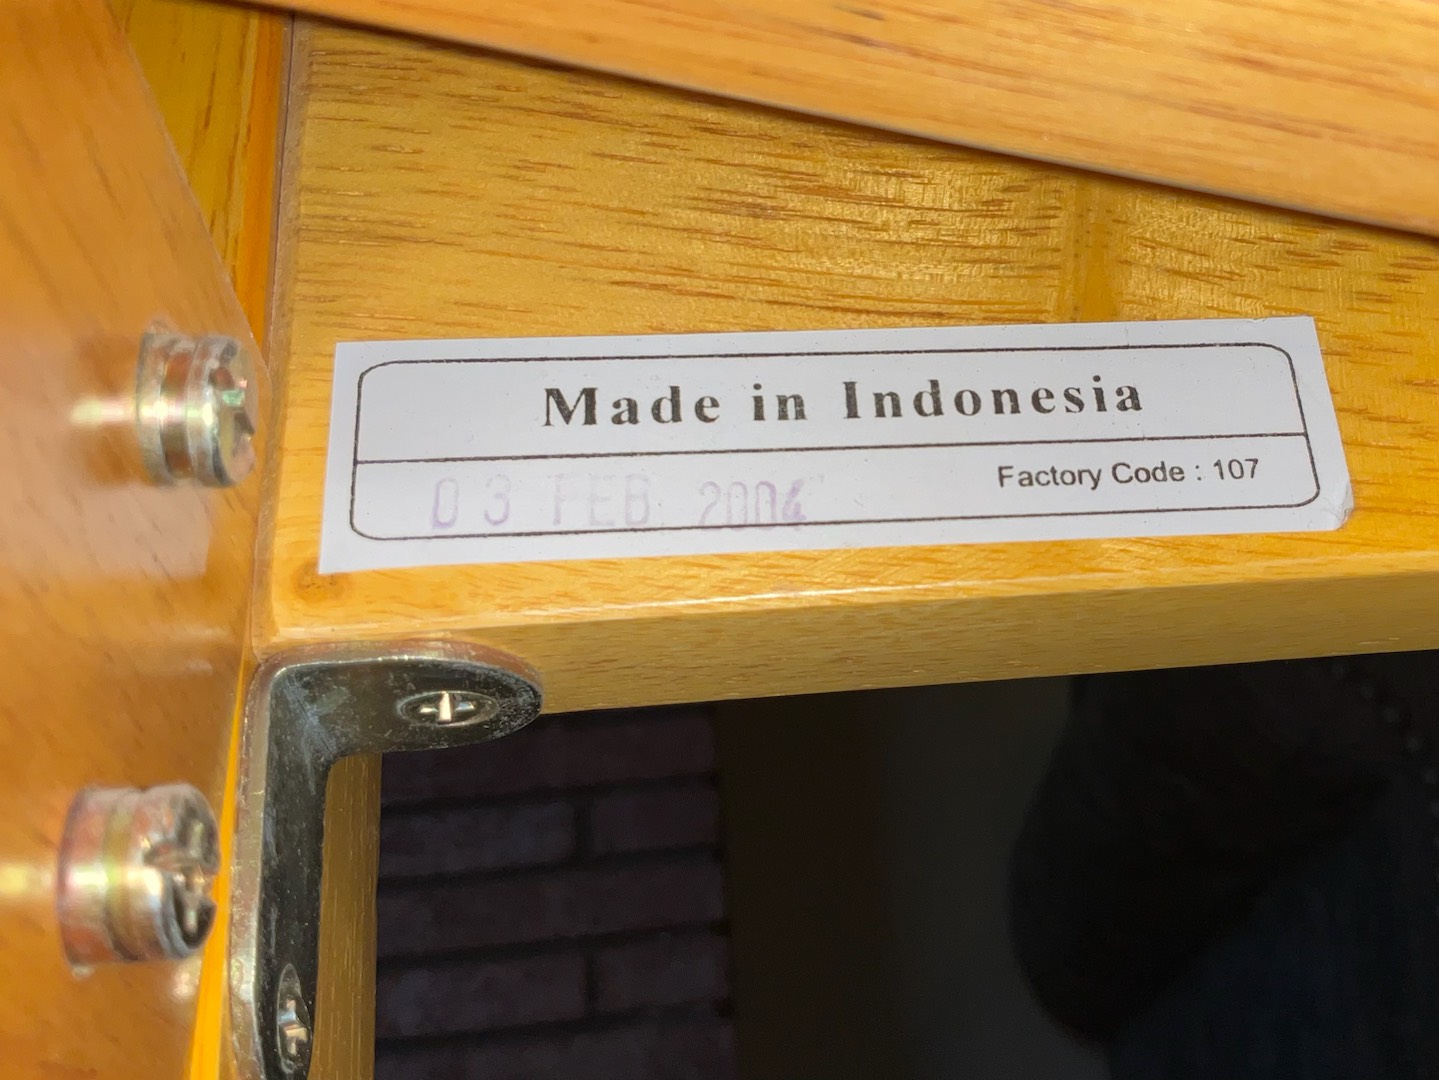 Made in Indonesia
Factory Code : 107
03 FEB 2004